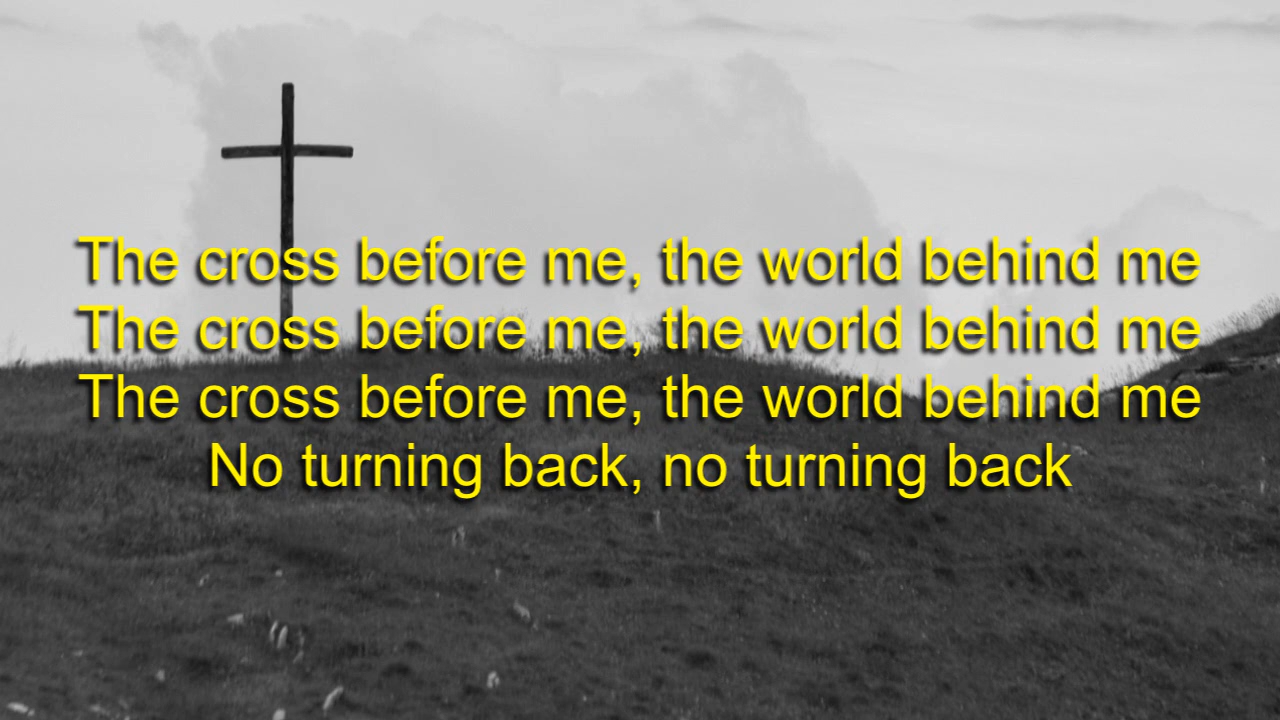 The cross before me, the world behind me
The cross before me, the world behind me
The cross before me, the world behind me
No turning back, no turning back